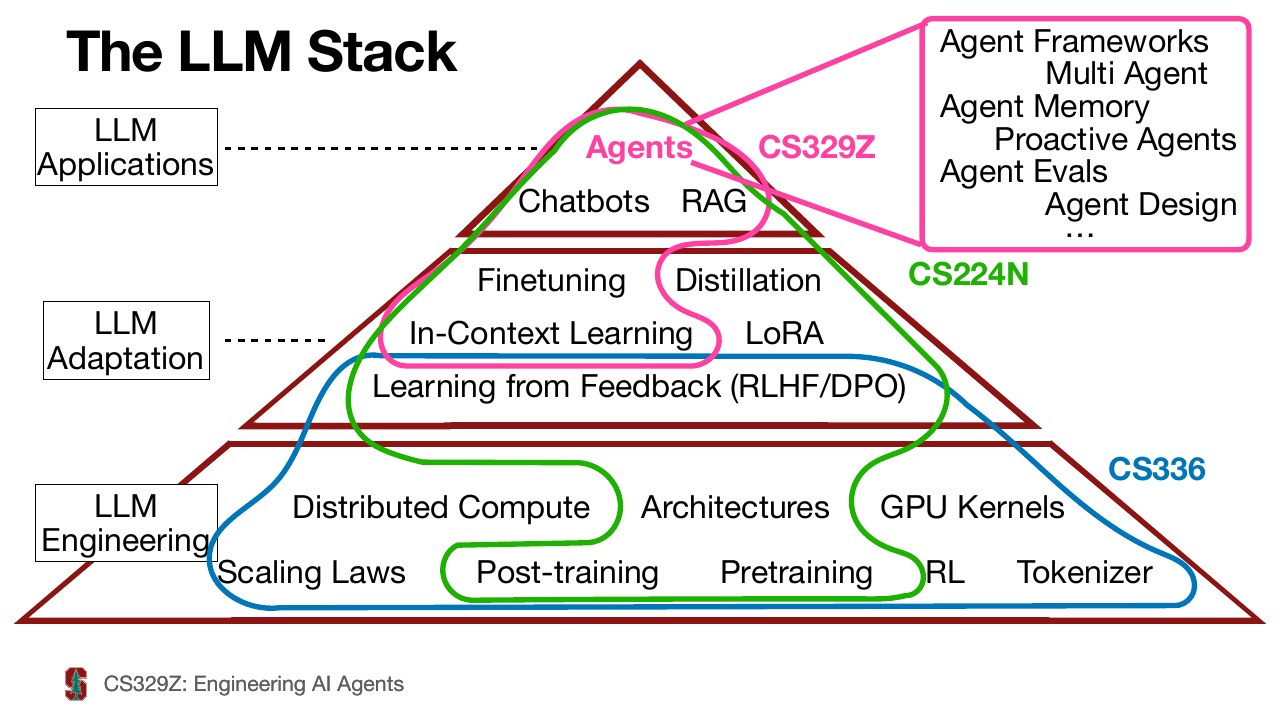 The LLM Stack
LLM
Applications
Agents
CS329Z
Chatbots RAG
Agent Frameworks
Multi Agent
Agent Memory
Proactive Agents
Agent Evals
Agent Design
…
CS224N
LLM
Adaptation
Finetuning Distillation
In-Context Learning LoRA
Learning from Feedback (RLHF/DPO)
CS336
LLM
Engineering
Distributed Compute Architectures GPU Kernels
Scaling Laws Post-training Pretraining RL Tokenizer
S
CS329Z: Engineering AI Agents